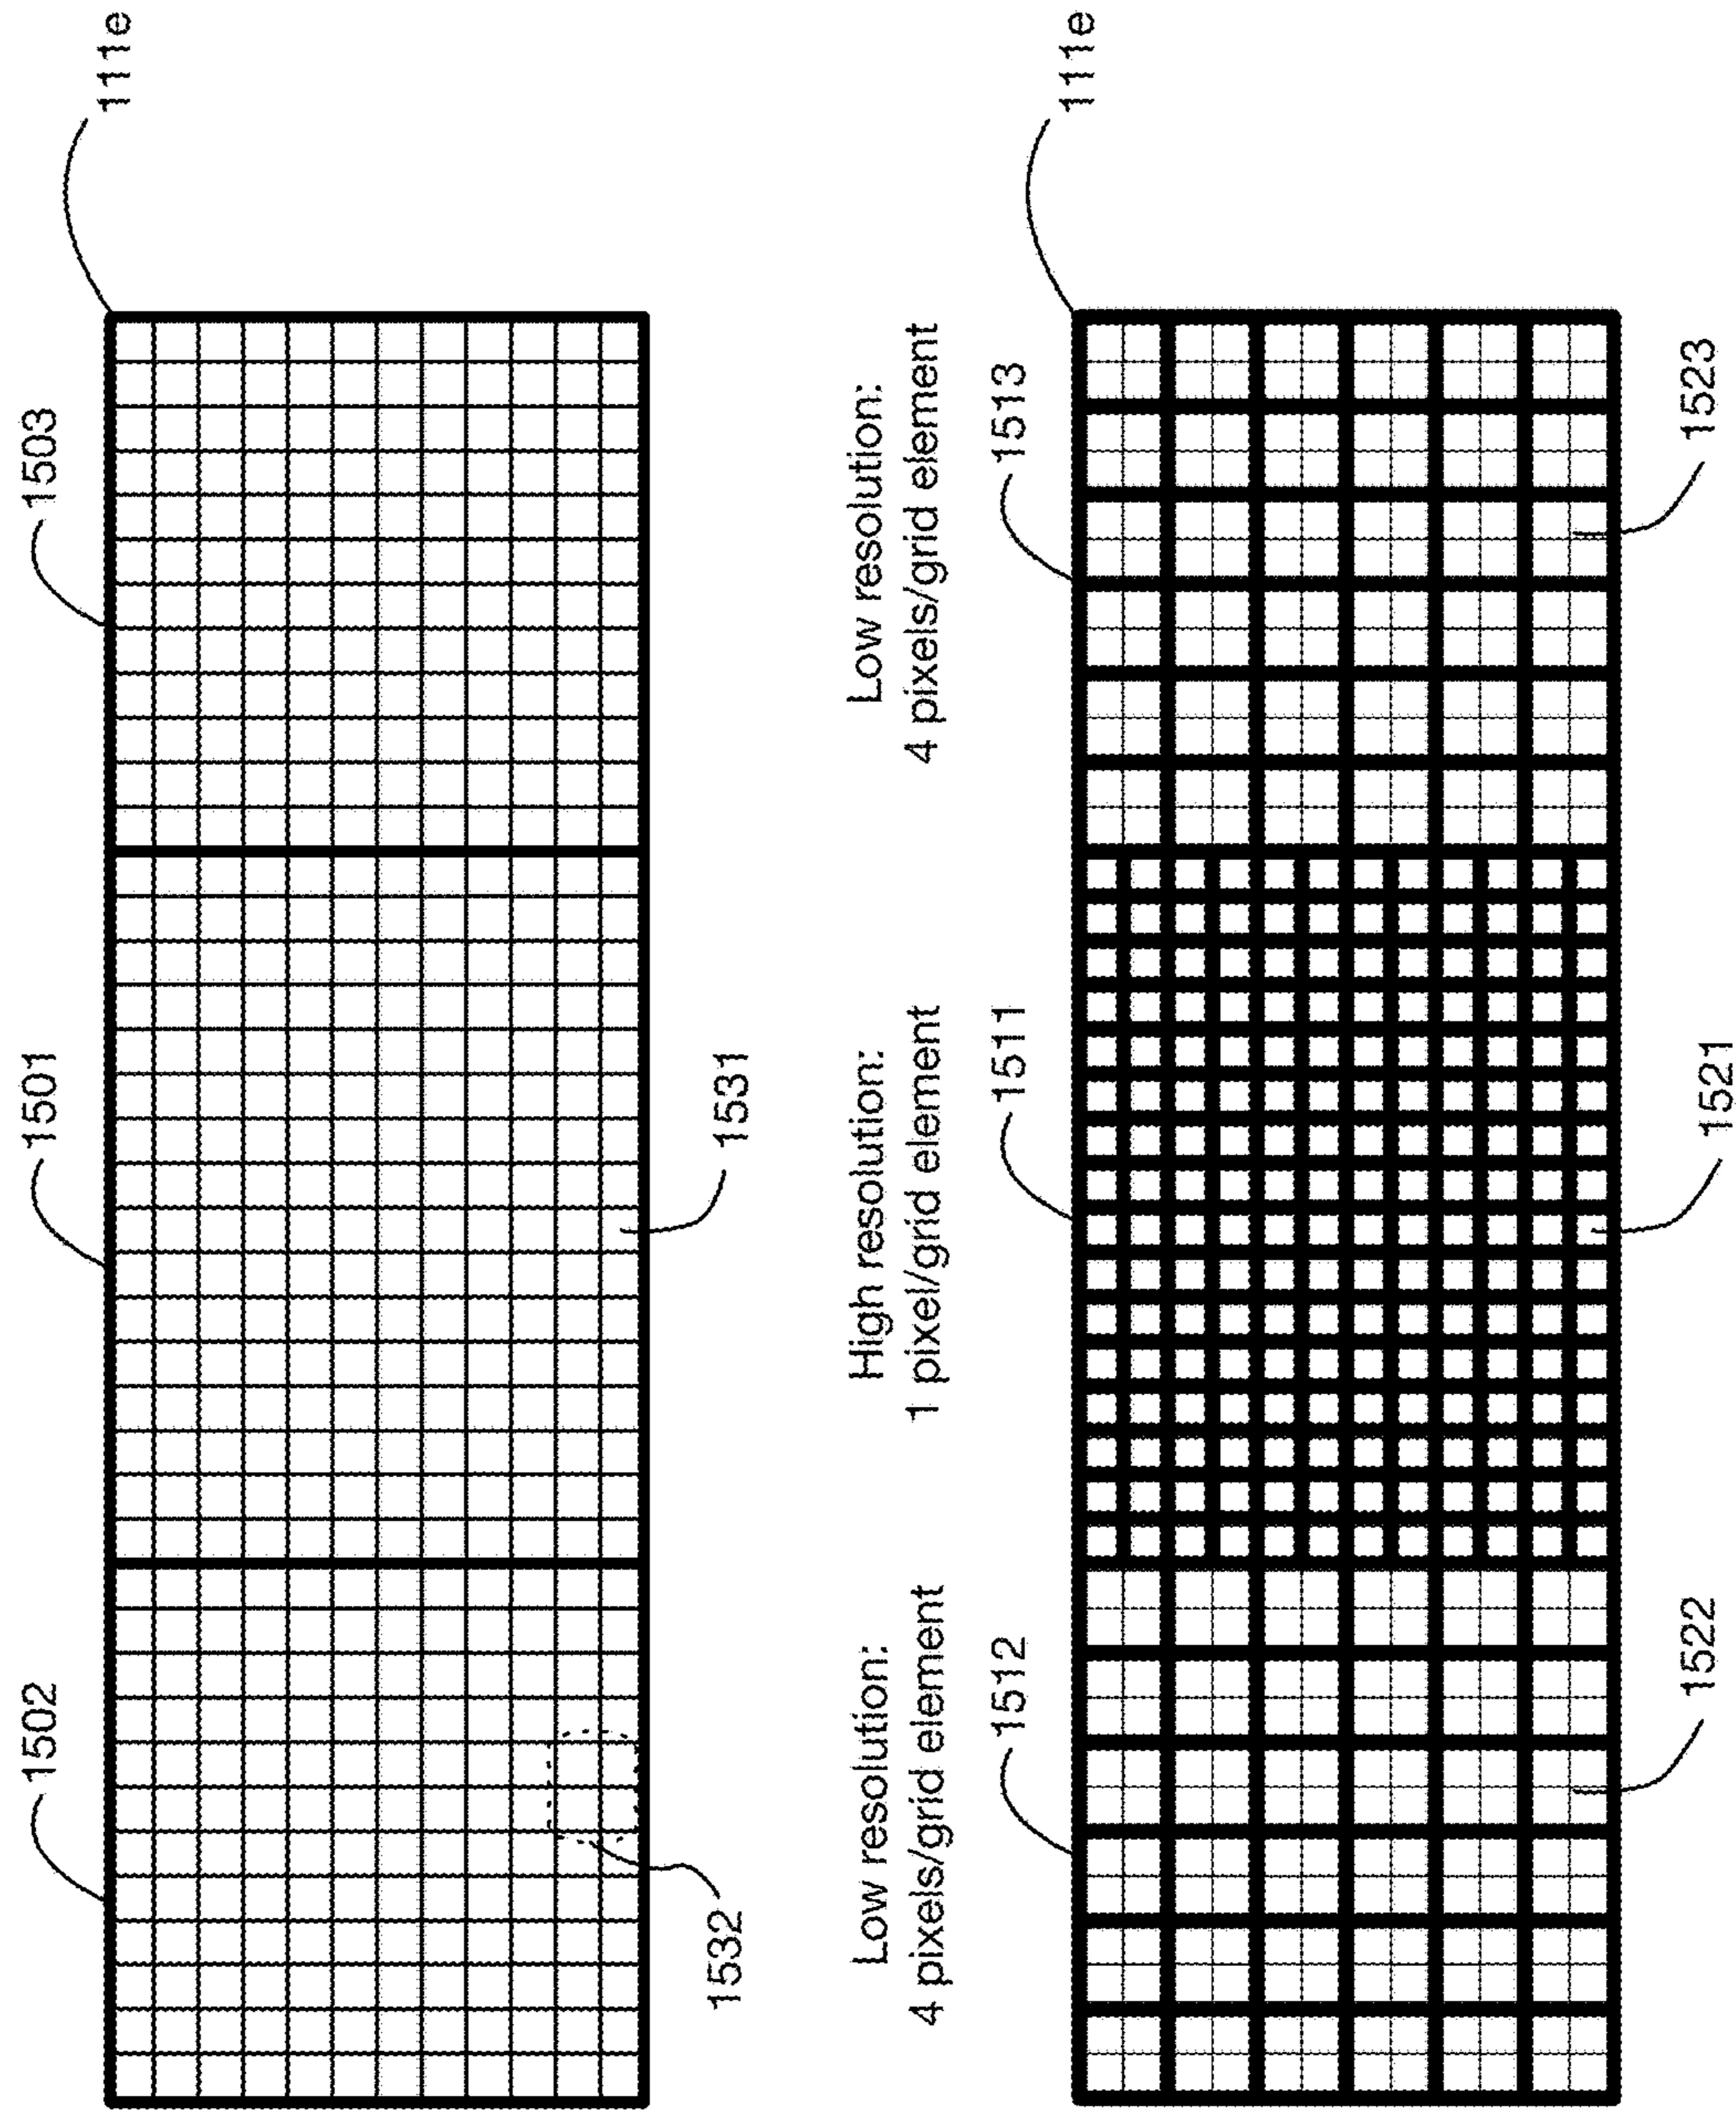 1502
1501
1503
111e
1532
1531
Low resolution:
4 pixels/grid element
High resolution:
1 pixel/grid element
Low resolution:
4 pixels/grid element
1512
1511
1513
111e
1522
1521
1523